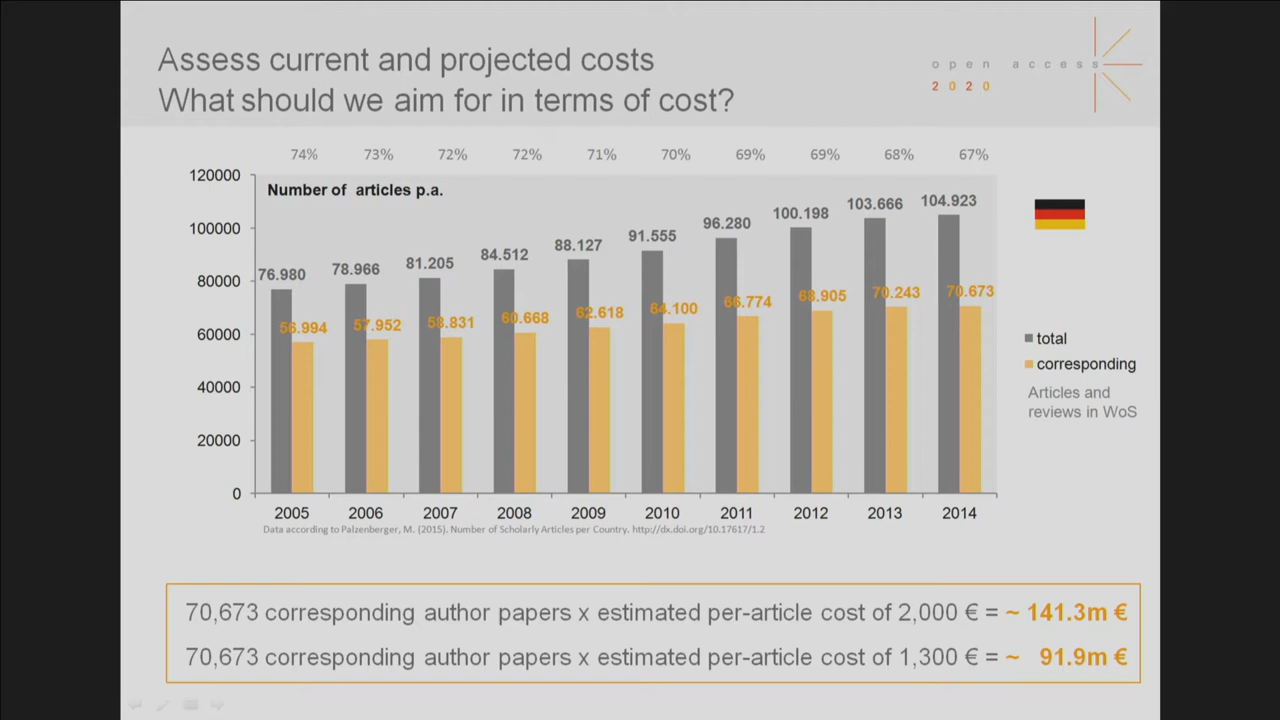 Assess current and projected costs
What should we aim for in terms of cost?
open access
2020
74% 73% 72% 72% 71% 70% 69% 69% 68% 67%
Number of articles p.a.
120000
100000
80000
60000
40000
20000
0
76.980 78.966 81.205 84.512 88.127 91.555 96.280 100.198 103.666 104.923
56.994 57.952 58.831 60.668 62.618 64.100 66.774 68.905 70.243 70.673
2005 2006 2007 2008 2009 2010 2011 2012 2013 2014
total
corresponding
Articles and
reviews in WoS
Data according to Palzenberger, M. (2015). Number of Scholarly Articles per Country. http://dx.doi.org/10.17617/1.2
70,673 corresponding author papers x estimated per-article cost of 2,000 € = ~ 141.3m €
70,673 corresponding author papers x estimated per-article cost of 1,300 € = ~ 91.9m €